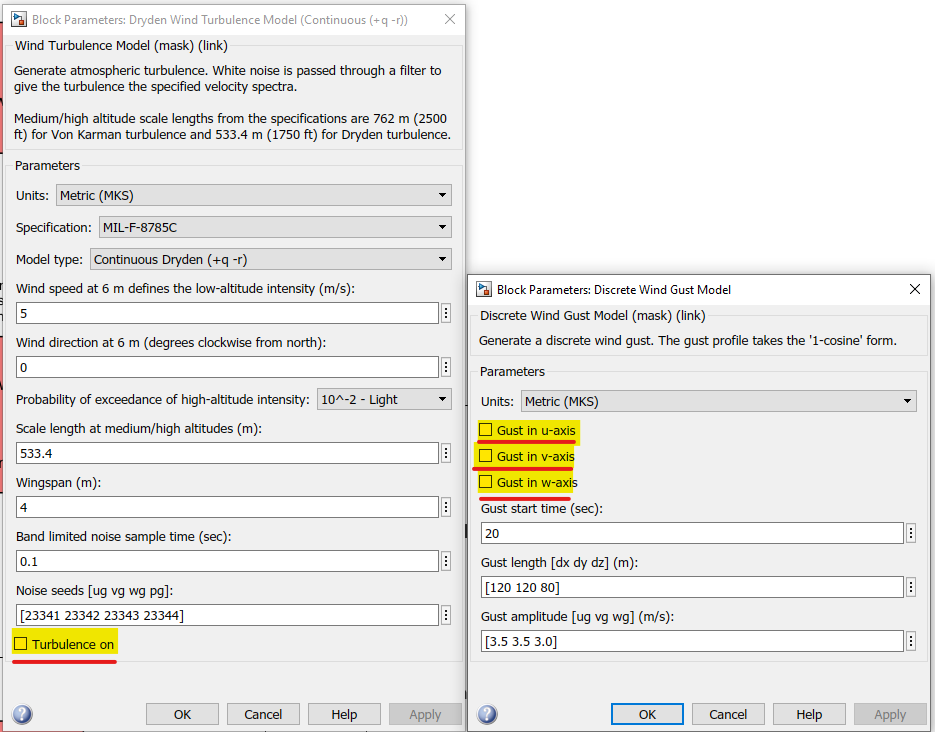 Block Parameters: Dryden Wind Turbulence Model (Continuous (+q -r))
Wind Turbulence Model (mask) (link)
Generate atmospheric turbulence. White noise is passed through a filter to
give the turbulence the specified velocity spectra.
Medium/high altitude scale lengths from the specifications are 762 m (2500
ft) for Von Karman turbulence and 533.4 m (1750 ft) for Dryden turbulence.
Parameters
Units: Metric (MKS)
Specification: MIL-F-8785C
Model type: Continuous Dryden (+q -r)
Wind speed at 6 m defines the low-altitude intensity (m/s):
5
Wind direction at 6 m (degrees clockwise from north):
0
Probability of exceedance of high-altitude intensity: 10^-2 - Light
Scale length at medium/high altitudes (m):
533.4
Wingspan (m):
4
Band limited noise sample time (sec):
0.1
Noise seeds [ug vg wg pg]:
[23341 23342 23343 23344]
Turbulence on
OK Cancel Help Apply
Block Parameters: Discrete Wind Gust Model
Discrete Wind Gust Model (mask) (link)
Generate a discrete wind gust. The gust profile takes the '1-cosine' form.
Parameters
Units: Metric (MKS)
Gust in u-axis
Gust in v-axis
Gust in w-axis
Gust start time (sec):
20
Gust length [dx dy dz] (m):
[120 120 80]
Gust amplitude [ug vg wg] (m/s):
[3.5 3.5 3.0]
OK Cancel Help Apply